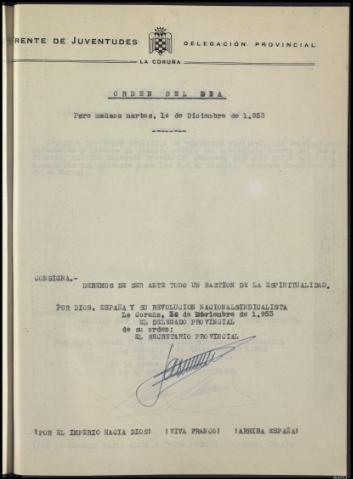 RENTE DE JUVENTUDES DELEGACIÓN PROVINCIAL
LA CORUÑA
ORDEN DEL DIA
Para mañana martes, 1º de Diciembre de 1,953
CONSIGNA.-
DEBEMOS DE SER ANTE TODO UN BASTION DE LA ESPIRITUALIDAD.
POR DIOS, ESPAÑA Y SU REVOLUCION NACIONALSINDICALISTA
La Coruña, de de 1,953
EL DELEGADO PROVINCIAL
de su orden:
EL SECRETARIO PROVINCIAL
¡POR EL IMPERIO HACIA DIOS! ¡VIVA FRANCO! ¡ARRIBA ESPAÑA!